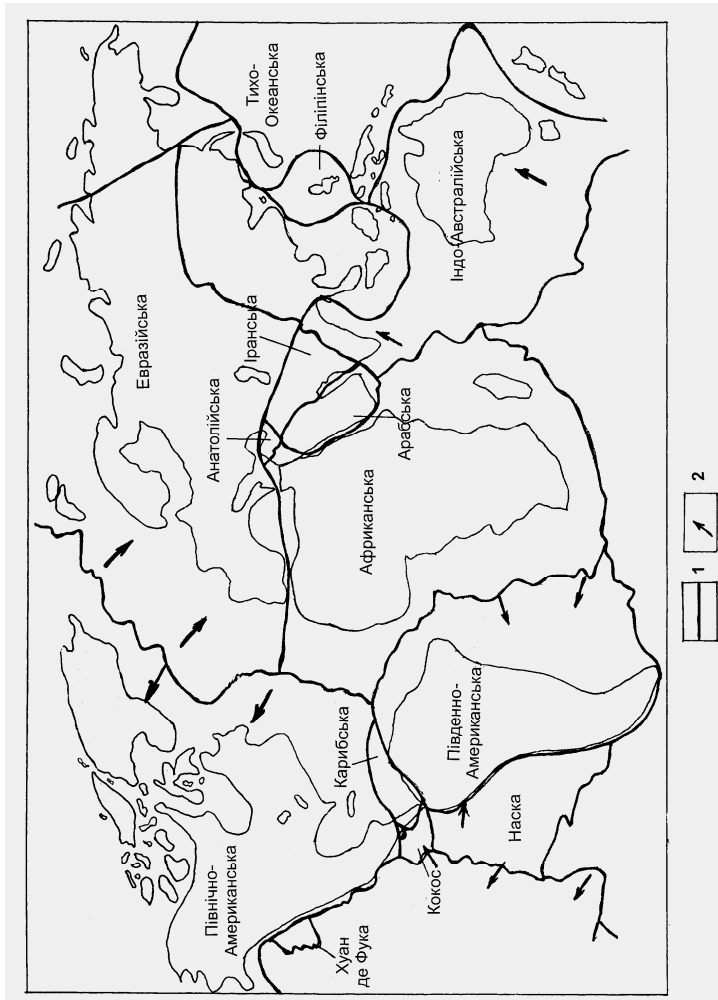 Тихо-
Океанська
Філіпінська
Індо-Австралійська
Евразійська
Іранська
Анатолійська
Арабська
Африканська
Карибська
Південно-
Американська
Північно-
Американська
Наска
Кокос
Хуан
де Фука
1
2